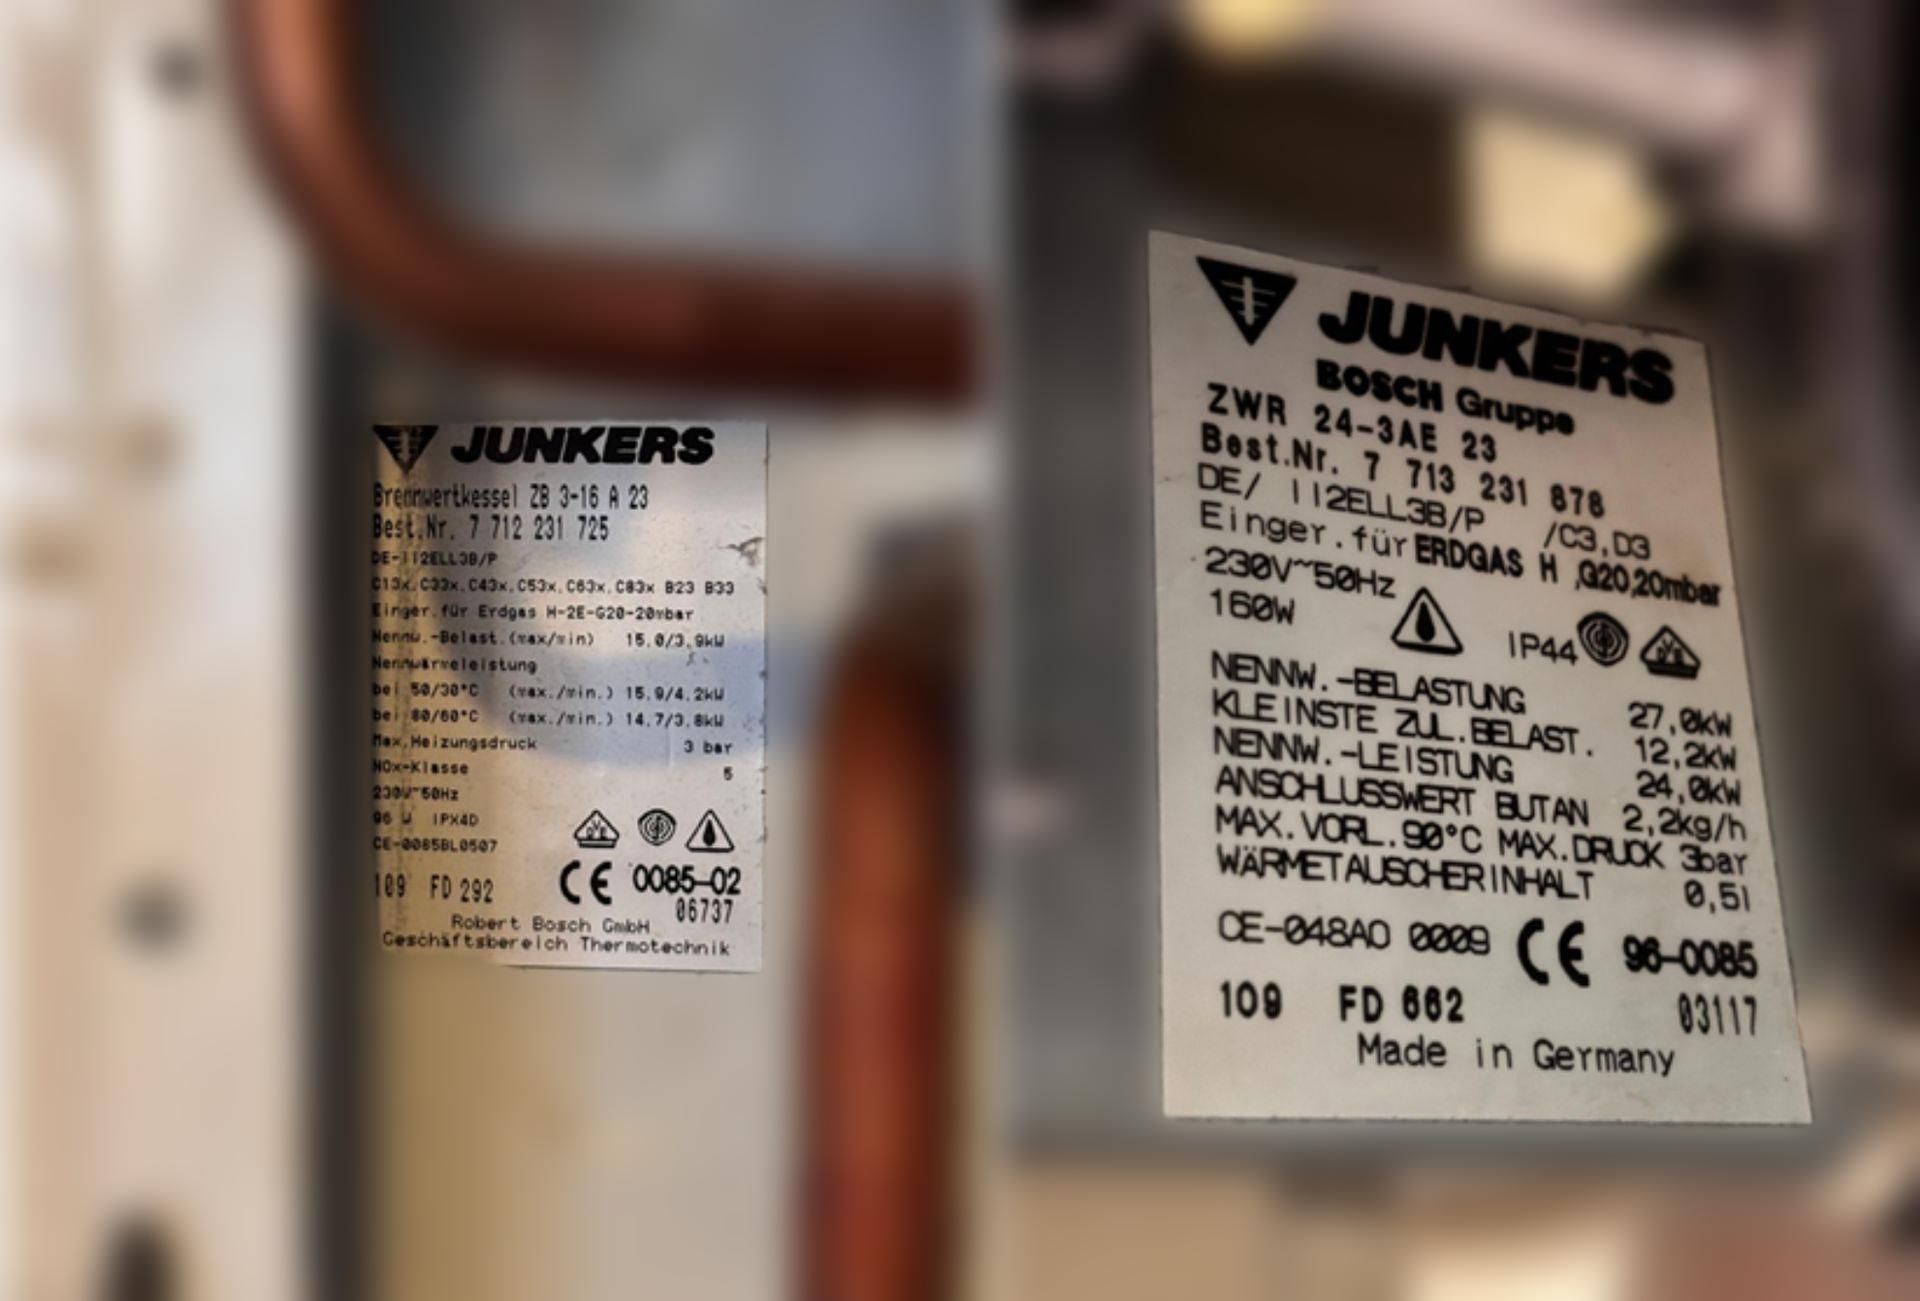 JUNKERS
Brennwertkessel ZB 3-16 A 23
Best.Nr. 7 712 231 725
DE-II2ELL3B/P
C13x,C33x,C43x,C53x,C63x,C83x B23 B33
Einger.für Erdgas H-2E-G20-20mbar
Nennw.-Belast.(max/min) 15,0/3,9kW
Nennwärmeleistung
bei 50/30°C (max./min.) 15,9/4,2kW
bei 80/60°C (max./min.) 14,7/3,8kW
Max.Heizungsdruck 3 bar
NOx-Klasse 5
230V~50Hz
96 W IPX4D
CE-0085BL0507
CE 0085-02
109 FD 292 06737
Robert Bosch GmbH
Geschäftsbereich Thermotechnik
JUNKERS
BOSCH Gruppe
ZWR 24-3AE 23
Best.Nr. 7 713 231 878
DE/ II2ELL3B/P /C3,D3
Einger.für ERDGAS H ,G20,20mbar
230V~50Hz
160W IP44
NENNW.-BELASTUNG 27,0kW
KLEINSTE ZUL.BELAST. 12,2kW
NENNW.-LEISTUNG 24,0kW
ANSCHLUSSWERT BUTAN 2,2kg/h
MAX.VORL.90°C MAX.DRUCK 3bar
WÄRMETAUSCHERINHALT 0,5l
CE-048AO 0009 CE 96-0085
109 FD 662 03117
Made in Germany